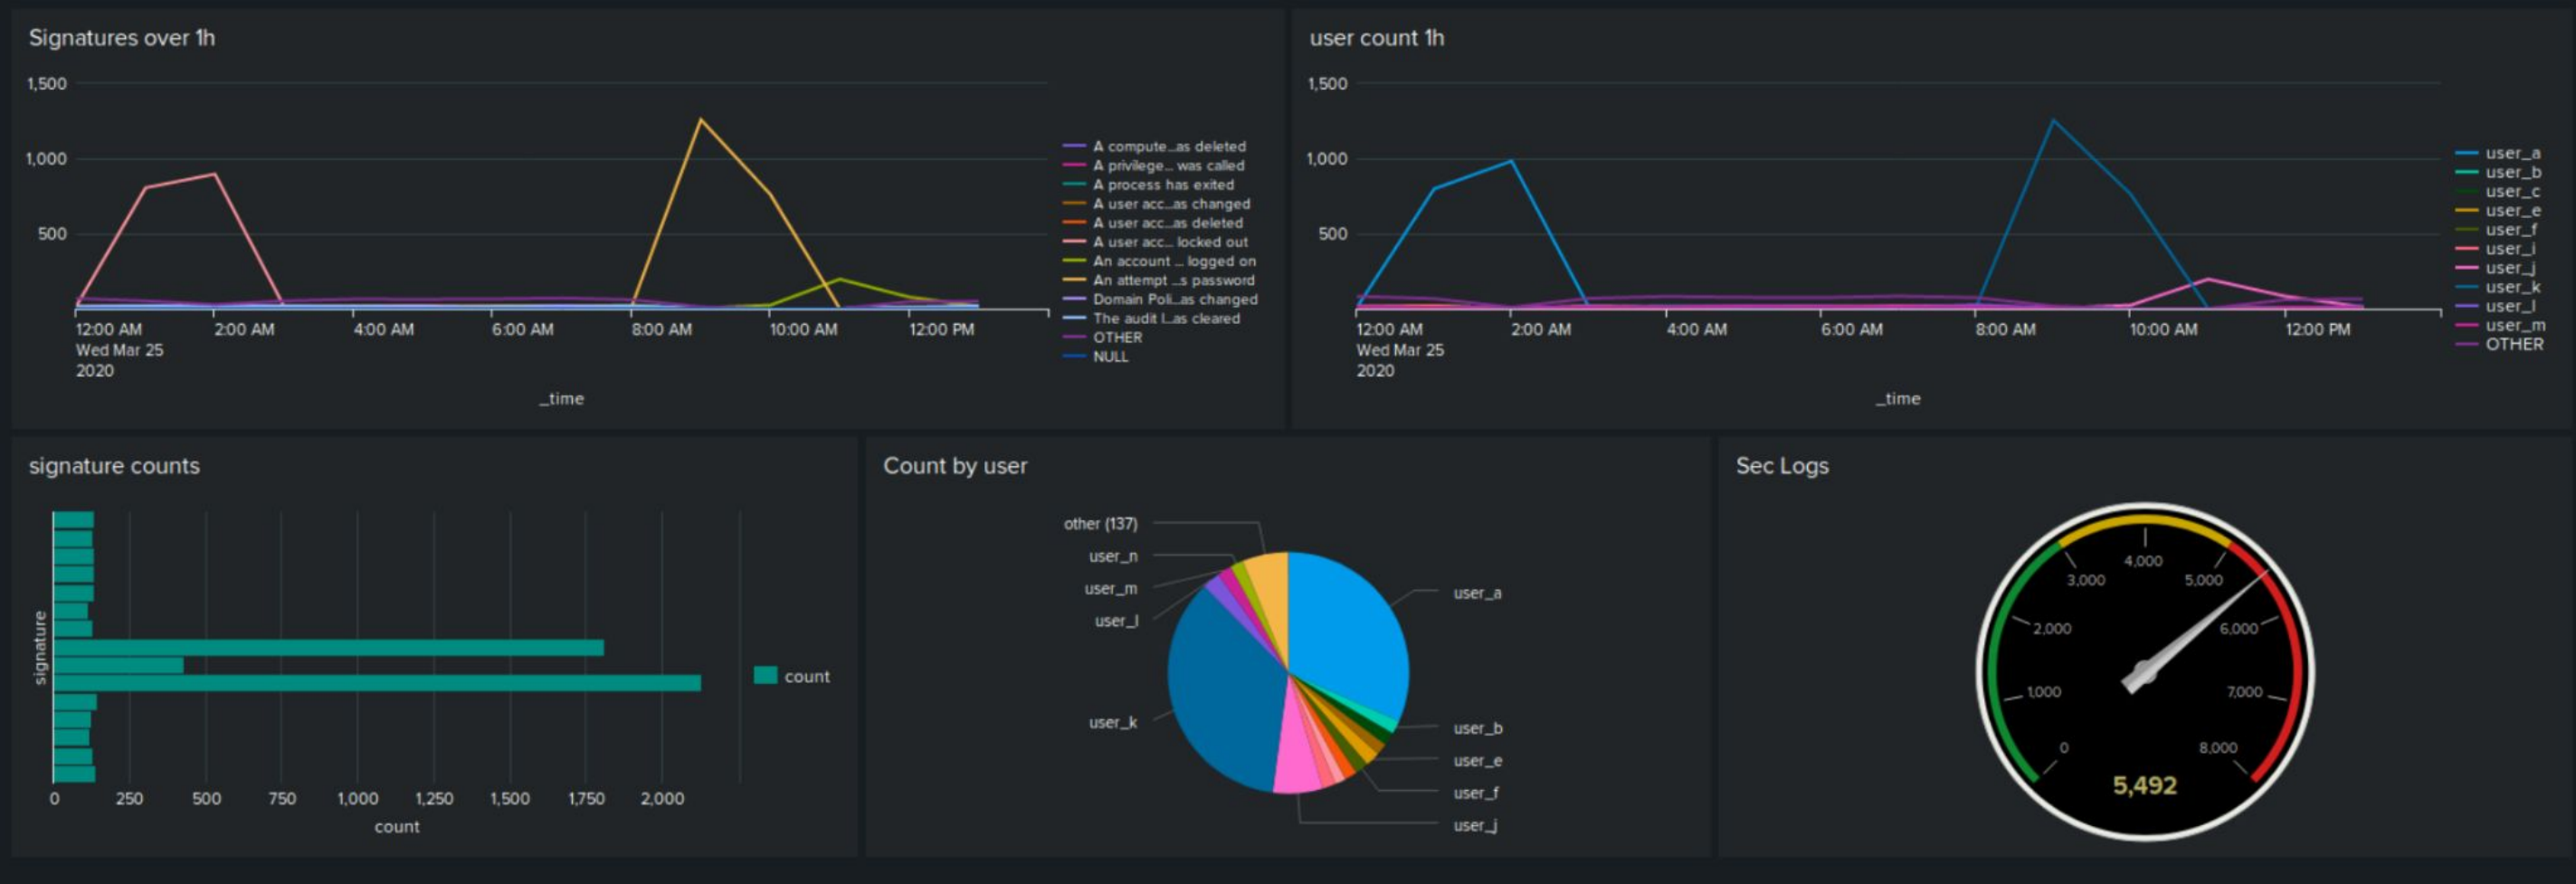 Signatures over 1h
1,500
1,000
500
12:00 AM 2:00 AM 4:00 AM 6:00 AM 8:00 AM 10:00 AM 12:00 PM
Wed Mar 25
2020
_time
A compute...as deleted
A privilege... was called
A process has exited
A user acc...as changed
A user acc...as deleted
A user acc... locked out
An account ... logged on
An attempt ...s password
Domain Poli...as changed
The audit l...as cleared
OTHER
NULL
user count 1h
1,500
1,000
500
12:00 AM 2:00 AM 4:00 AM 6:00 AM 8:00 AM 10:00 AM 12:00 PM
Wed Mar 25
2020
_time
user_a
user_b
user_c
user_e
user_f
user_i
user_j
user_k
user_l
user_m
OTHER
signature counts
signature
0 250 500 750 1,000 1,250 1,500 1,750 2,000
count
count
Count by user
other (137)
user_n
user_m
user_l
user_k
user_a
user_b
user_e
user_f
user_j
Sec Logs
0
1,000
2,000
3,000
4,000
5,000
6,000
7,000
8,000
5,492